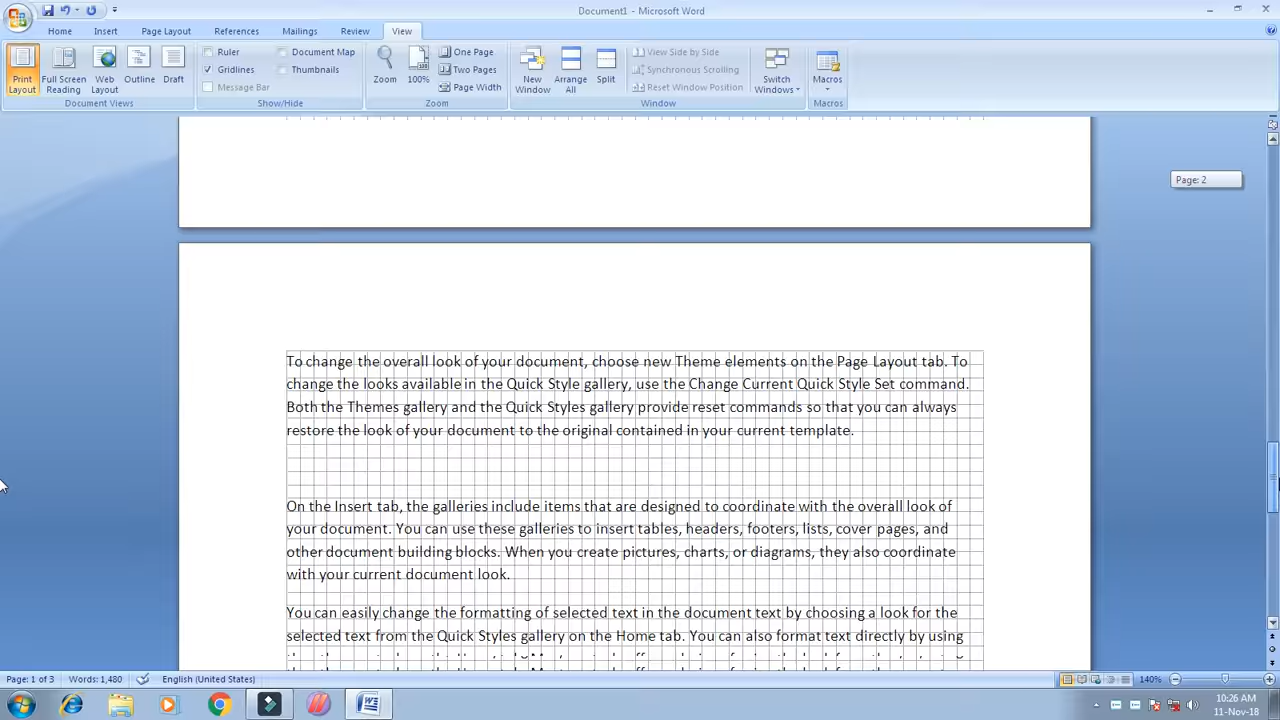 Document1 - Microsoft Word
Home Insert Page Layout References Mailings Review View
Print Layout
Full Screen Reading
Web Layout
Outline
Draft
Document Views
Ruler
Gridlines
Message Bar
Document Map
Thumbnails
Show/Hide
Zoom
100%
One Page
Two Pages
Page Width
Zoom
New Window
Arrange All
Split
View Side by Side
Synchronous Scrolling
Reset Window Position
Window
Switch Windows
Macros
Macros
Page: 2
To change the overall look of your document, choose new Theme elements on the Page Layout tab. To
change the looks available in the Quick Style gallery, use the Change Current Quick Style Set command.
Both the Themes gallery and the Quick Styles gallery provide reset commands so that you can always
restore the look of your document to the original contained in your current template.
On the Insert tab, the galleries include items that are designed to coordinate with the overall look of
your document. You can use these galleries to insert tables, headers, footers, lists, cover pages, and
other document building blocks. When you create pictures, charts, or diagrams, they also coordinate
with your current document look.
You can easily change the formatting of selected text in the document text by choosing a look for the
selected text from the Quick Styles gallery on the Home tab. You can also format text directly by using
Page: 1 of 3 Words: 1,480 English (United States) 140%
10:26 AM
11-Nov-18